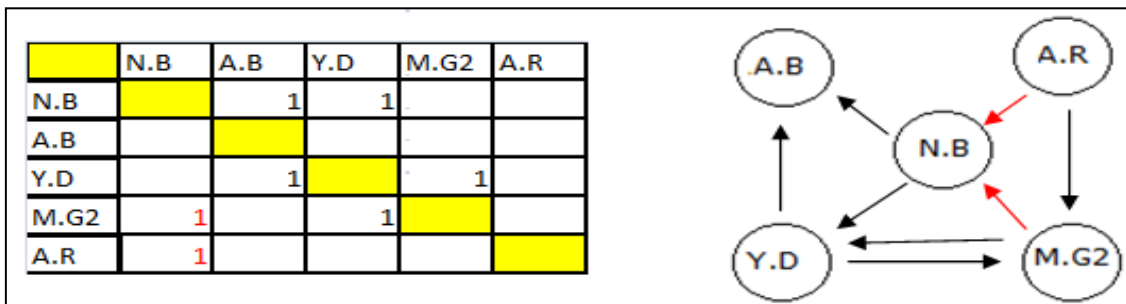 N.B A.B Y.D M.G2 A.R
N.B 1 1
A.B
Y.D 1 1
M.G2 1 1
A.R 1
A.B
A.R
N.B
Y.D
M.G2